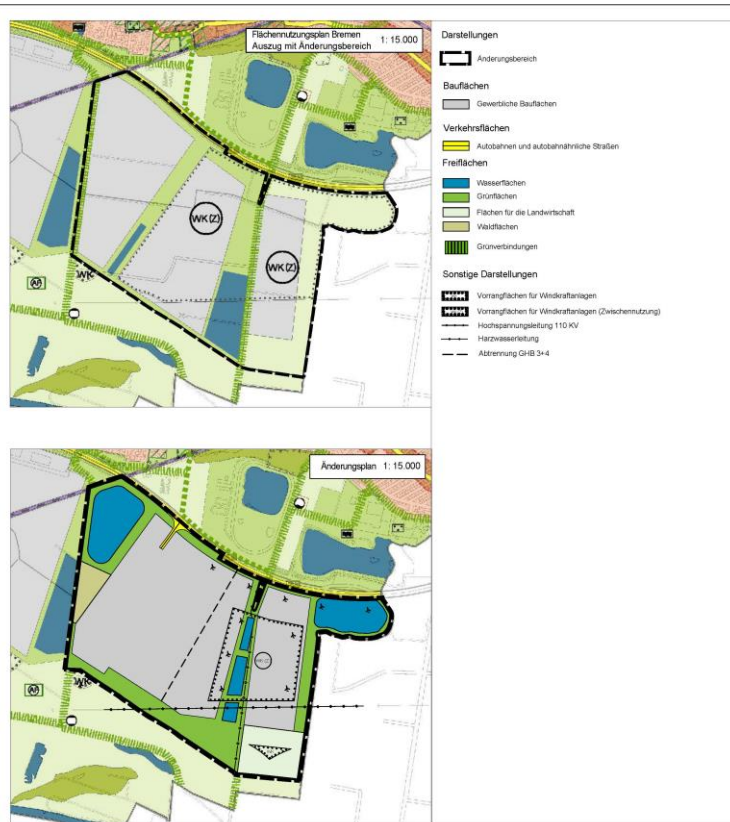 Flächennutzungsplan Bremen 1: 15.000
Auszug mit Änderungsbereich
WK(Z)
WK(Z)
WK
AF
Änderungsplan 1: 15.000
WK
AF
Darstellungen
Änderungsbereich
Bauflächen
Gewerbliche Bauflächen
Verkehrsflächen
Autobahnen und autobahnähnliche Straßen
Freiflächen
Wasserflächen
Grünflächen
Flächen für die Landwirtschaft
Waldflächen
Grünverbindungen
Sonstige Darstellungen
Vorrangflächen für Windkraftanlagen
Vorrangflächen für Windkraftanlagen (Zwischennutzung)
Hochspannungsleitung 110 KV
Harzwasserleitung
Abtrennung GHB 3+4